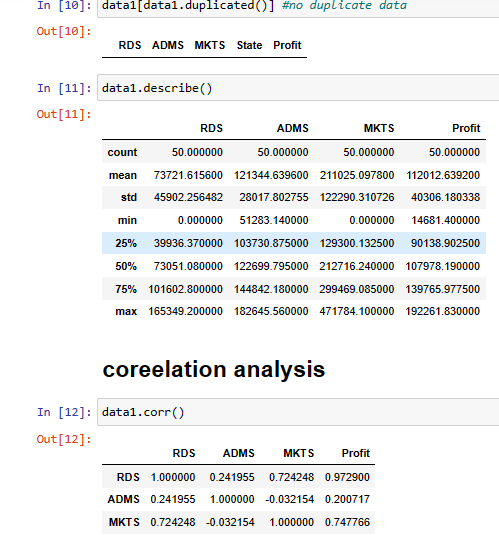 In [10]: data1[data1.duplicated()] #no duplicate data
Out[10]:
RDS ADMS MKTS State Profit
In [11]: data1.describe()
Out[11]:
RDS ADMS MKTS Profit
count 50.000000 50.000000 50.000000 50.000000
mean 73721.615600 121344.639600 211025.097800 112012.639200
std 45902.256482 28017.802755 122290.310726 40306.180338
min 0.000000 51283.140000 0.000000 14681.400000
25% 39936.370000 103730.875000 129300.132500 90138.902500
50% 73051.080000 122699.795000 212716.240000 107978.190000
75% 101602.800000 144842.180000 299469.085000 139765.977500
max 165349.200000 182645.560000 471784.100000 192261.830000
coreelation analysis
In [12]: data1.corr()
Out[12]:
RDS ADMS MKTS Profit
RDS 1.000000 0.241955 0.724248 0.972900
ADMS 0.241955 1.000000 -0.032154 0.200717
MKTS 0.724248 -0.032154 1.000000 0.747766